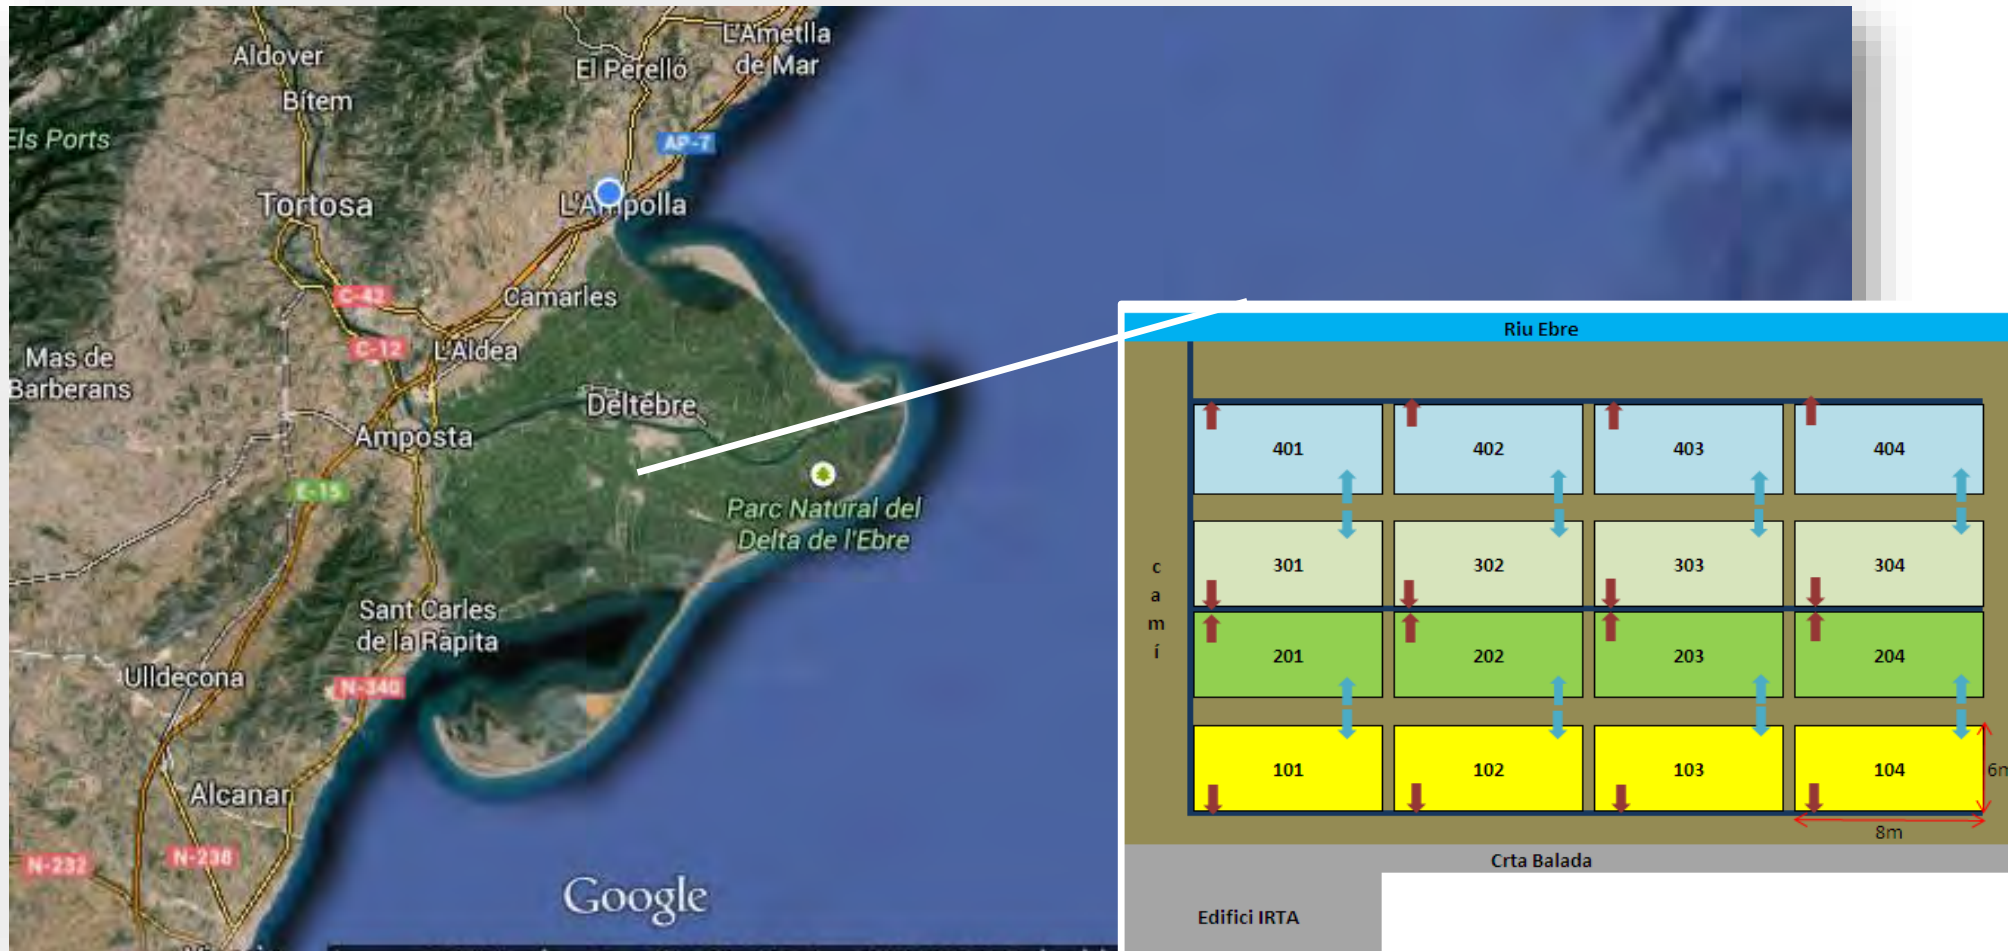 L'Ametlla
de Mar
Aldover
El Perelló
Bítem
Els Ports
AP-7
Tortosa
L'Ampolla
C-42
Camarles
C-12
L'Aldea
Mas de
Barberans
Deltebre
Amposta
E-15
Parc Natural del
Delta de l'Ebre
Sant Carles
de la Ràpita
Ulldecona
N-340
Alcanar
N-232
N-238
Google
Riu Ebre
401
402
403
404
301
302
303
304
c
a
m
í
201
202
203
204
101
102
103
104
6m
8m
Crta Balada
Edifici IRTA